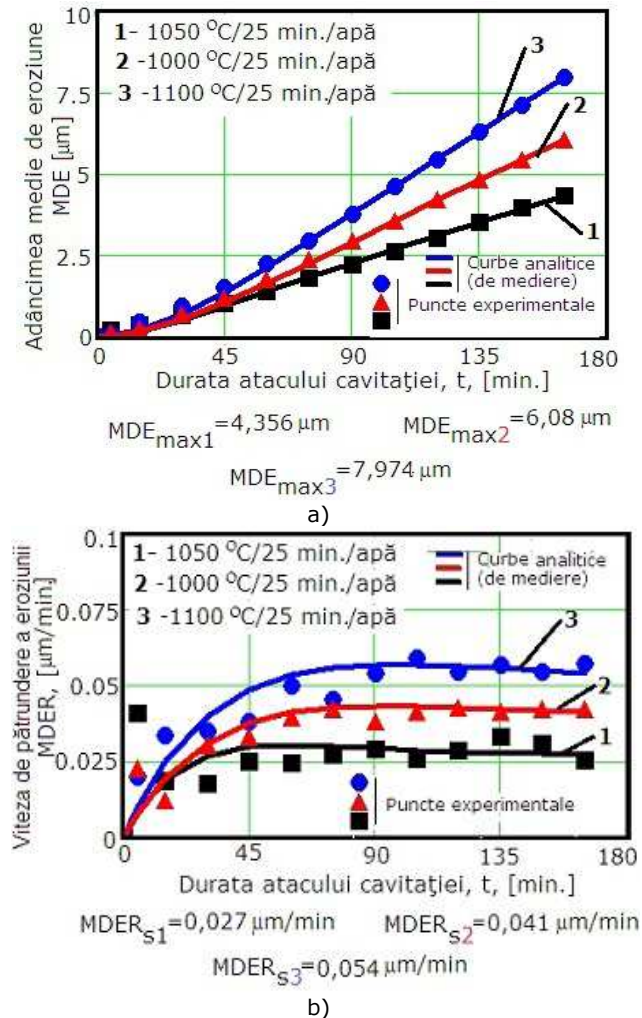 10
1- 1050 °C/25 min./apă
2 -1000 °C/25 min./apă
3 -1100 °C/25 min./apă
3
2
1
7.5
5
2.5
0
Adâncimea medie de eroziune
MDE [μm]
Curbe analitice
(de mediere)
Puncte experimentale
0 45 90 135 180
Durata atacului cavitaţiei, t, [min.]
MDEmax1=4,356 μm MDEmax2=6,08 μm
MDEmax3=7,974 μm
a)
0.1
1- 1050 °C/25 min./apă
2 -1000 °C/25 min./apă
3 -1100 °C/25 min./apă
Curbe analitice
(de mediere)
0.075
0.05
0.025
0
Viteza de pătrundere a eroziunii
MDER, [μm/min.]
3
2
1
Puncte experimentale
0 45 90 135 180
Durata atacului cavitaţiei, t, [min.]
MDERs1=0,027 μm/min MDERs2=0,041 μm/min
MDERs3=0,054 μm/min
b)